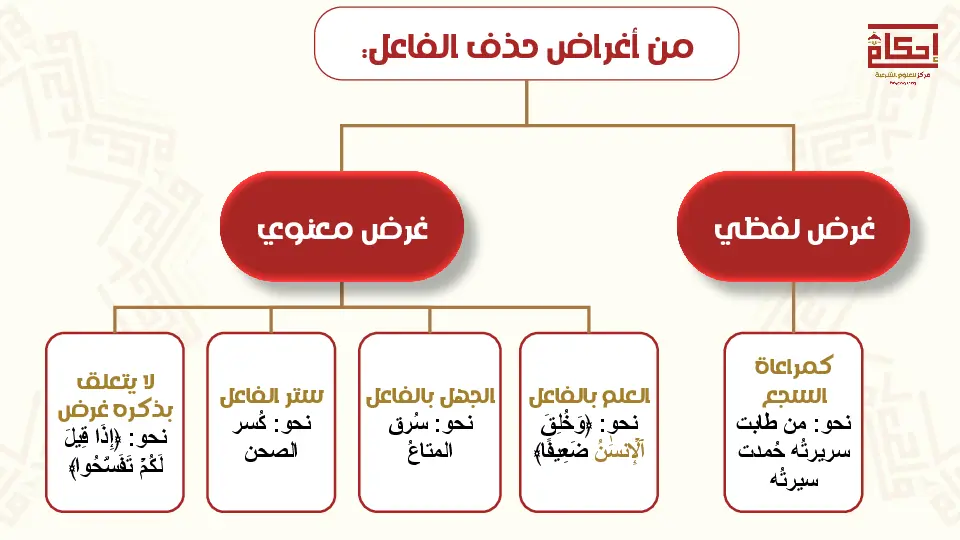 من أغراض حذف الفاعل:
إحكام
مركز للعلوم الشرعية
غرض لفظي
غرض معنوي
كمراعاة
السجع
نحو: من طابت
سريرتُه حُمدت
سيرتُه
العلم بالفاعل
نحو: ﴿وَخُلِقَ
ٱلۡإِنسَٰنُ ضَعِيفًا﴾
الجهل بالفاعل
نحو: سُرق
المتاعُ
ستر الفاعل
نحو: كُسر
الصحن
لا يتعلق
بذكره غرض
نحو: ﴿إِذَا قِيلَ
لَكُمۡ تَفَسَّحُوا﴾